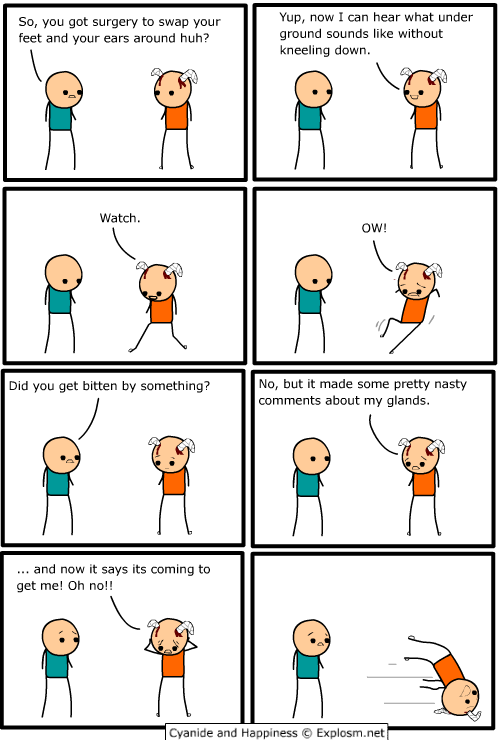 So, you got surgery to swap your
feet and your ears around huh?
Yup, now I can hear what under
ground sounds like without
kneeling down.
Watch.
OW!
Did you get bitten by something?
No, but it made some pretty nasty
comments about my glands.
... and now it says its coming to
get me! Oh no!!
Cyanide and Happiness © Explosm.net